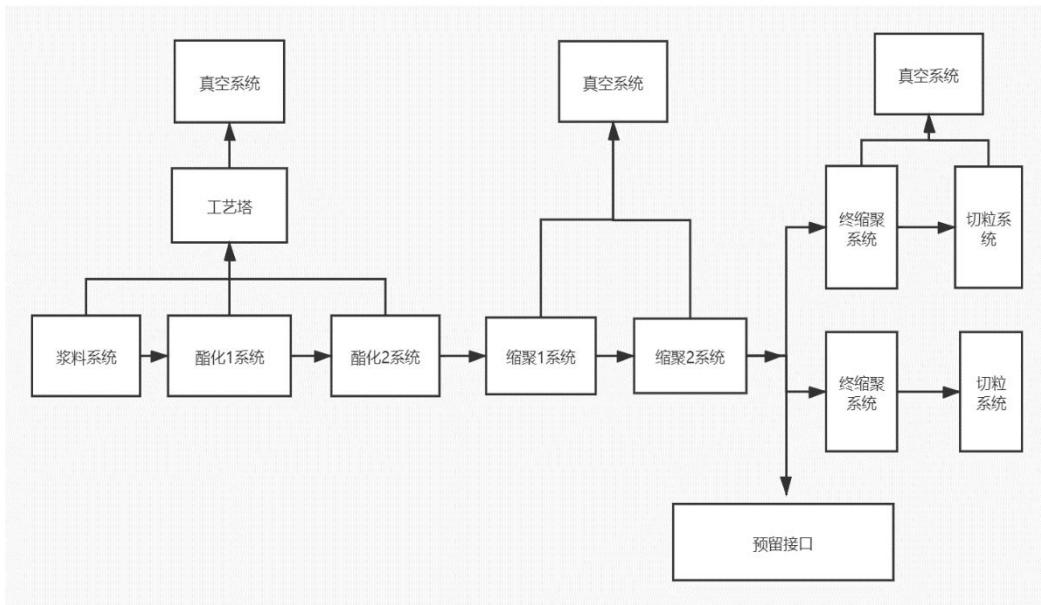 真空系统
真空系统
真空系统
工艺塔
终缩聚
系统
切粒系
统
浆料系统
酯化1系统
酯化2系统
缩聚1系统
缩聚2系统
终缩聚
系统
切粒
系统
预留接口